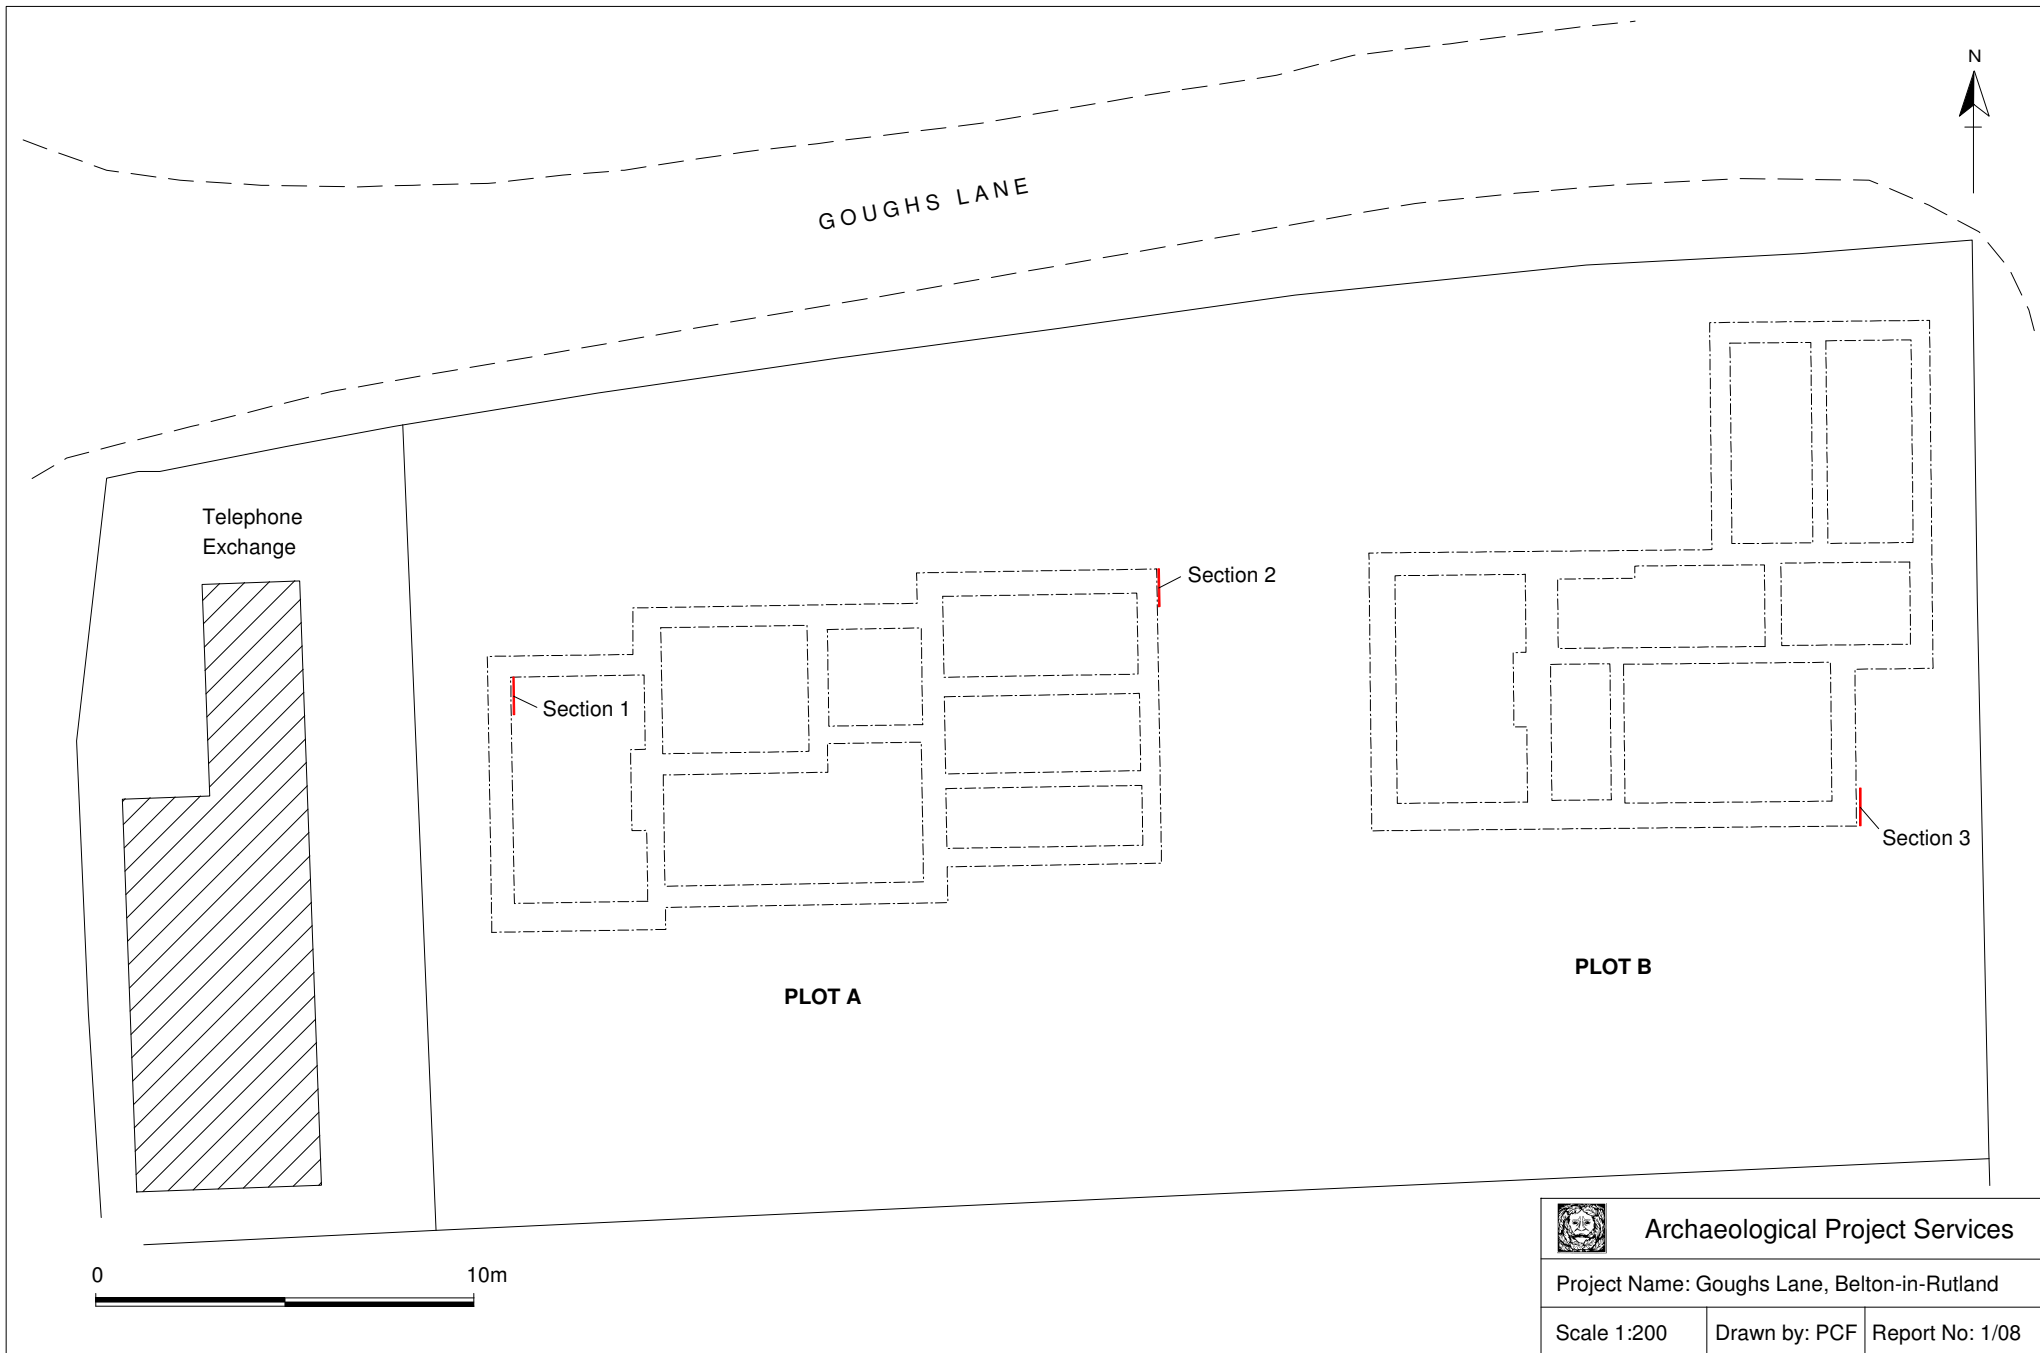 N
GOUGHS LANE
Telephone
Exchange
Section 2
Section 1
Section 3
PLOT B
PLOT A
0 10m
Archaeological Project Services
Project Name: Goughs Lane, Belton-in-Rutland
Scale 1:200 Drawn by: PCF Report No: 1/08